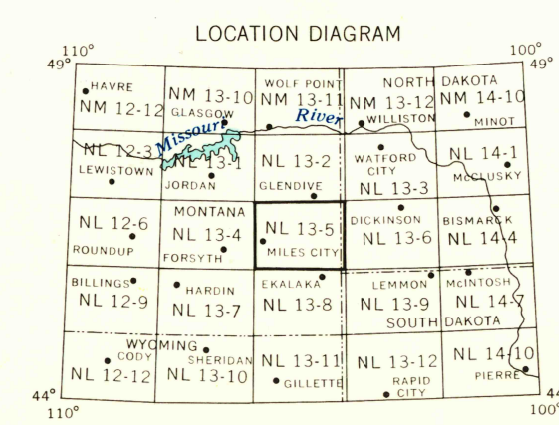 LOCATION DIAGRAM
110° 100°
49° 49°
HAVRE WOLF POINT NORTH DAKOTA
NM 12-12 NM 13-10 NM 13-11 NM 13-12 NM 14-10
GLASGOW WILLISTON MINOT
Missouri River
NL 12-3 NL 13-1 NL 13-2 WATFORD CITY NL 14-1
LEWISTOWN JORDAN GLENDIVE NL 13-3 McCLUSKY
MONTANA DICKINSON BISMARCK
NL 12-6 NL 13-4 NL 13-5 NL 13-6 NL 14-4
ROUNDUP FORSYTH MILES CITY
BILLINGS HARDIN EKALAKA LEMMON McINTOSH
NL 12-9 NL 13-7 NL 13-8 NL 13-9 NL 14-7
SOUTH DAKOTA
WYOMING
CODY SHERIDAN NL 13-11 NL 13-12 NL 14-10
NL 12-12 NL 13-10 GILLETTE RAPID CITY PIERRE
44° 44°
110° 100°